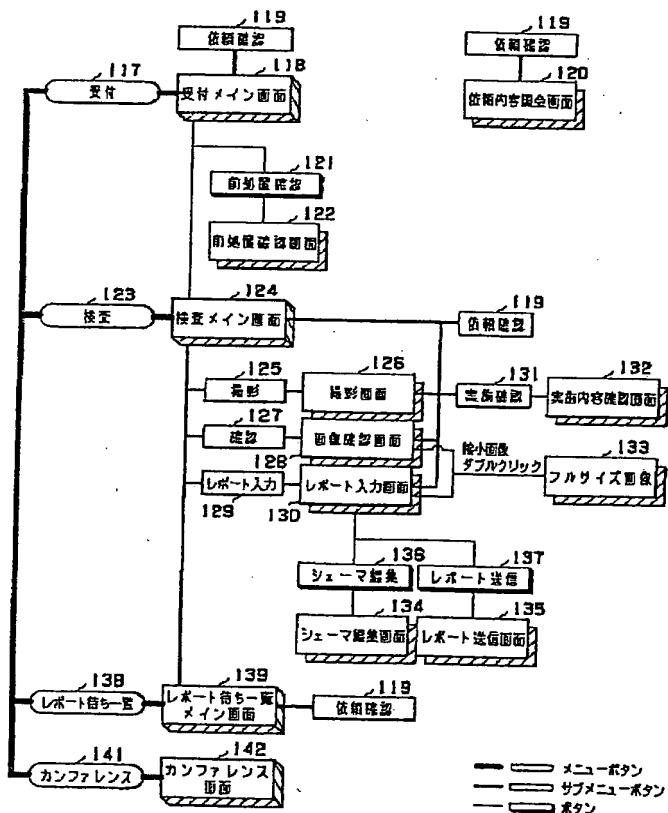 119
依頼確認
119
依頼確認
117
受付
118
受付メイン画面
120
依頼内容照会画面
121
前処置確認
122
前処置確認画面
123
検査
124
検査メイン画面
119
依頼確認
125
撮影
126
撮影画面
131
実施確認
132
実施内容確認画面
127
確認
128
画像確認画面
縮小画像
ダブルクリック
133
フルサイズ画像
レポート入力
129
レポート入力画面
130
136
シェーマ編集
137
レポート送信
134
シェーマ編集画面
135
レポート送信画面
138
レポート待ち一覧
139
レポート待ち一覧
メイン画面
119
依頼確認
141
カンファレンス
142
カンファレンス
画面
メニューボタン
サブメニューボタン
ボタン